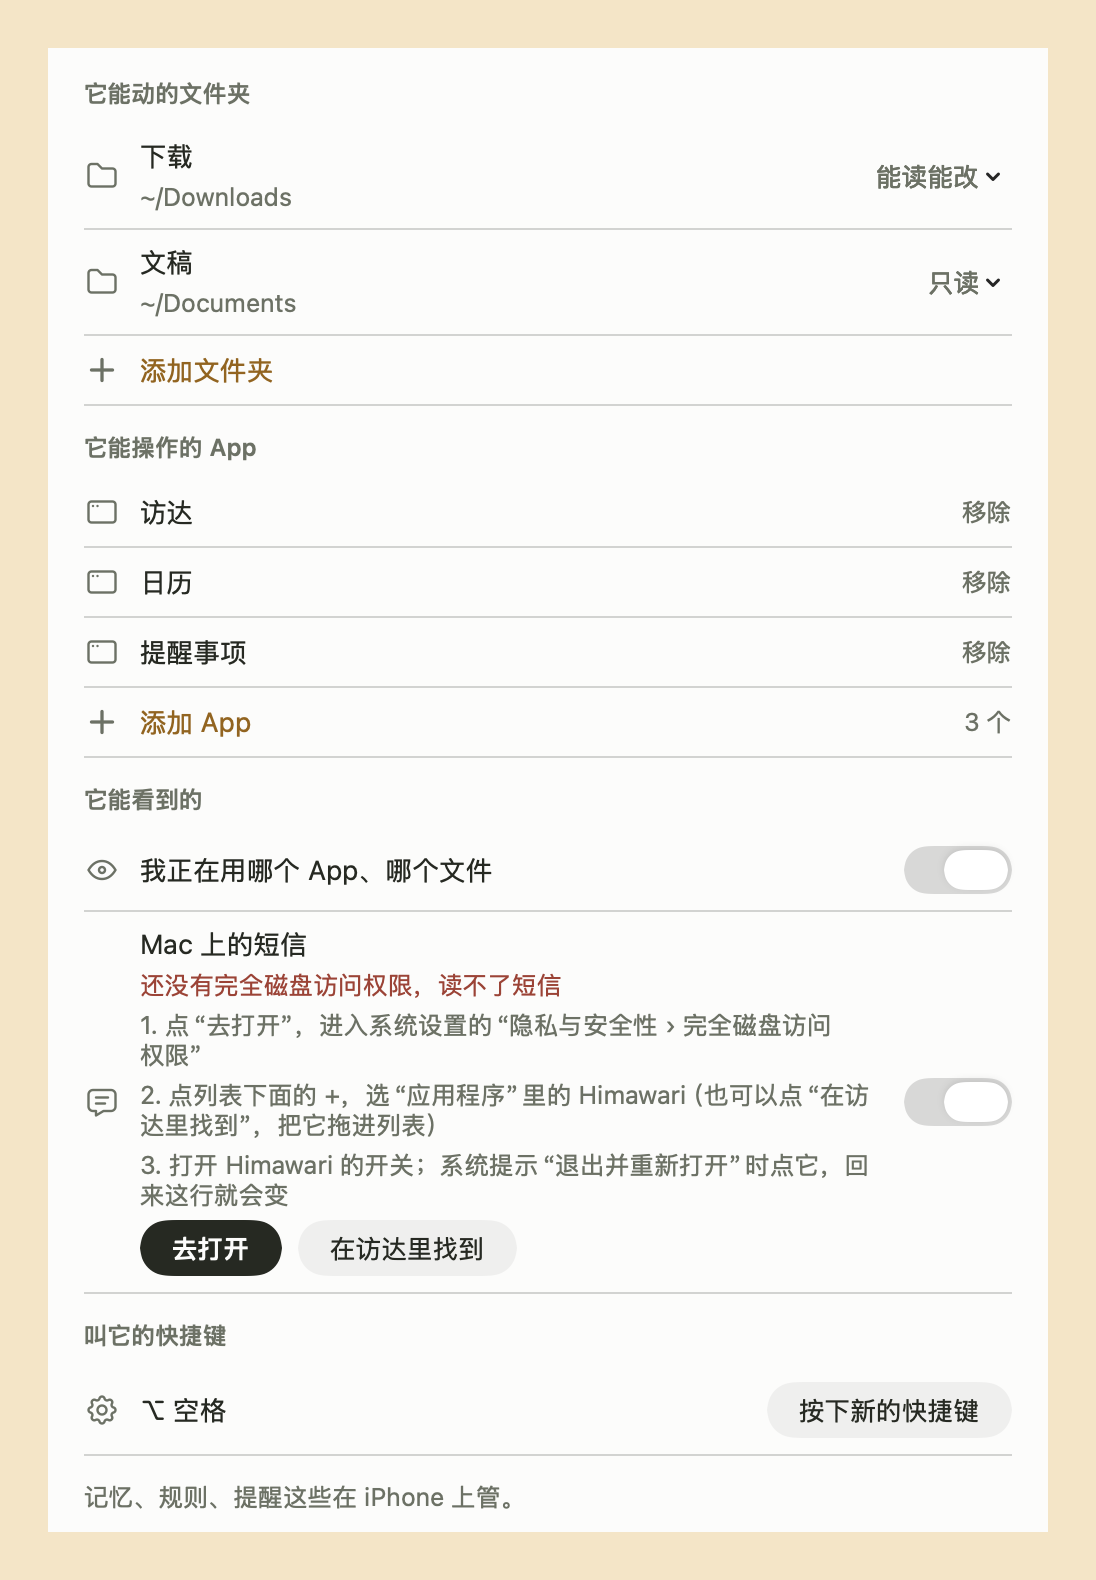 它能动的文件夹
下载
~/Downloads
能读能改
文稿
~/Documents
只读
添加文件夹
它能操作的 App
访达
移除
日历
移除
提醒事项
移除
添加 App
3 个
它能看到的
我正在用哪个 App、哪个文件
Mac 上的短信
还没有完全磁盘访问权限，读不了短信
1. 点“去打开”，进入系统设置的“隐私与安全性 › 完全磁盘访问
权限”
2. 点列表下面的 +，选“应用程序”里的 Himawari（也可以点“在访
达里找到”，把它拖进列表）
3. 打开 Himawari 的开关；系统提示“退出并重新打开”时点它，回
来这行就会变
去打开
在访达里找到
叫它的快捷键
⌥ 空格
按下新的快捷键
记忆、规则、提醒这些在 iPhone 上管。